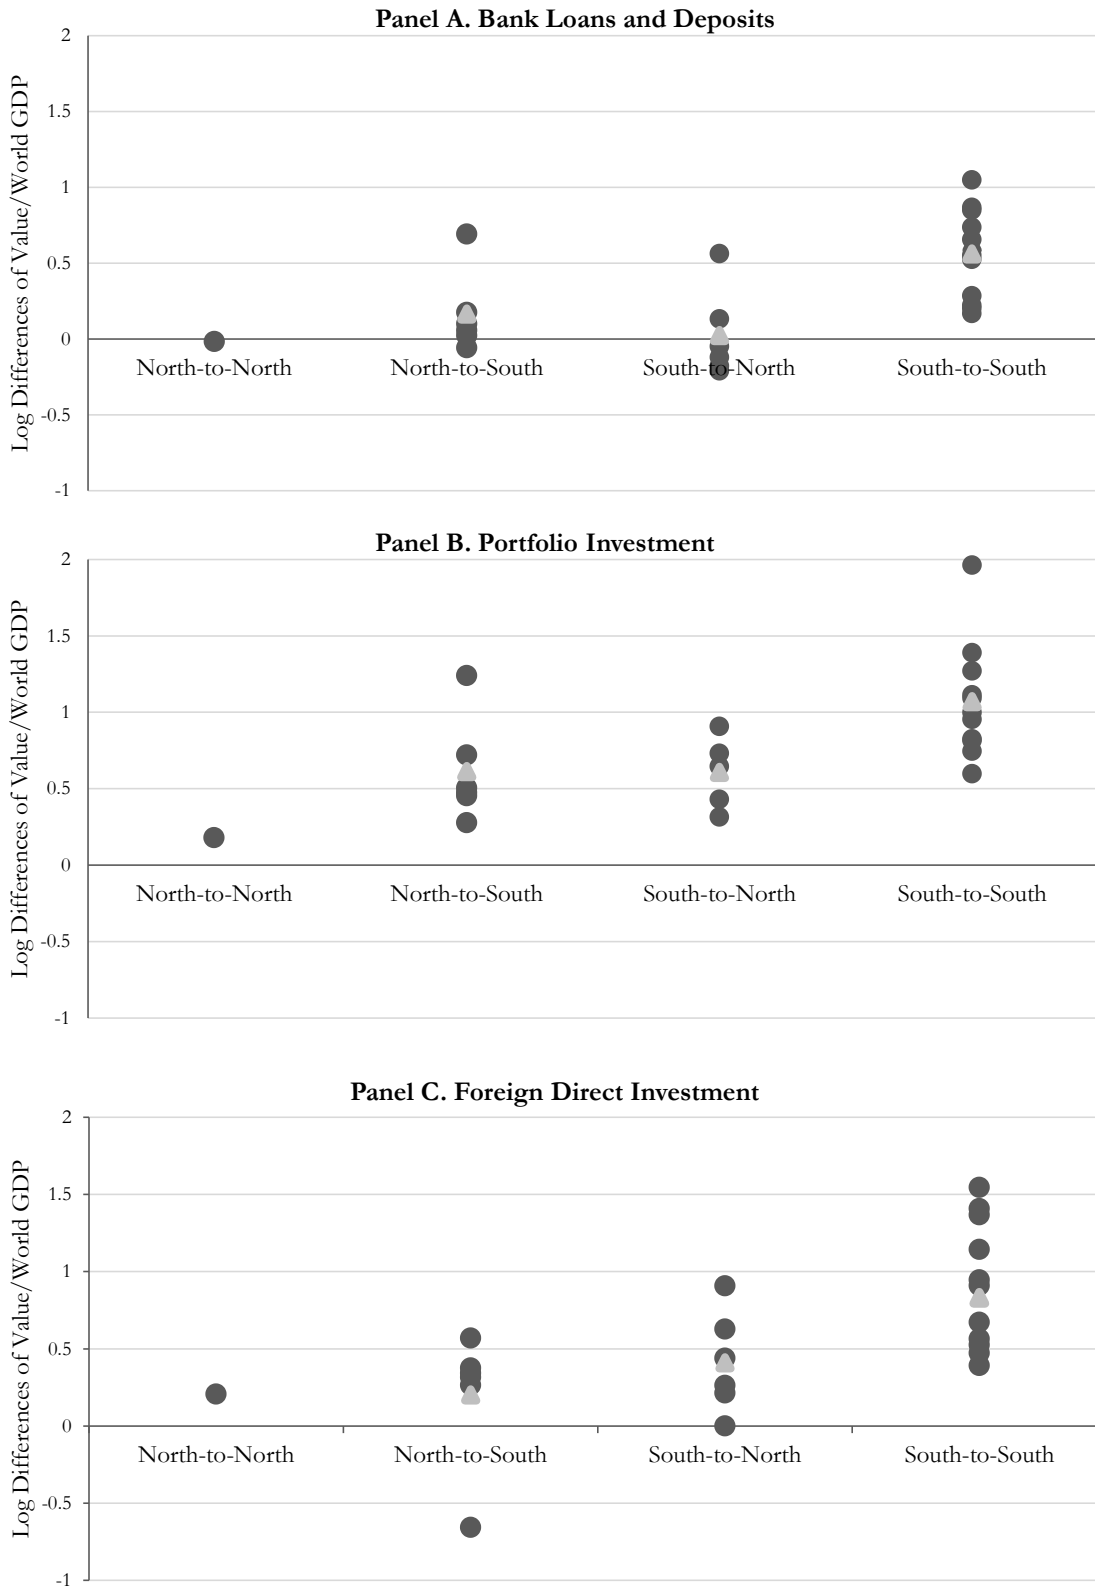 Panel A. Bank Loans and Deposits
Log Differences of Value/World GDP
2
1.5
1
0.5
0
-0.5
-1
North-to-North North-to-South South-to-North South-to-South
Panel B. Portfolio Investment
Log Differences of Value/World GDP
2
1.5
1
0.5
0
-0.5
-1
North-to-North North-to-South South-to-North South-to-South
Panel C. Foreign Direct Investment
Log Differences of Value/World GDP
2
1.5
1
0.5
0
-0.5
-1
North-to-North North-to-South South-to-North South-to-South